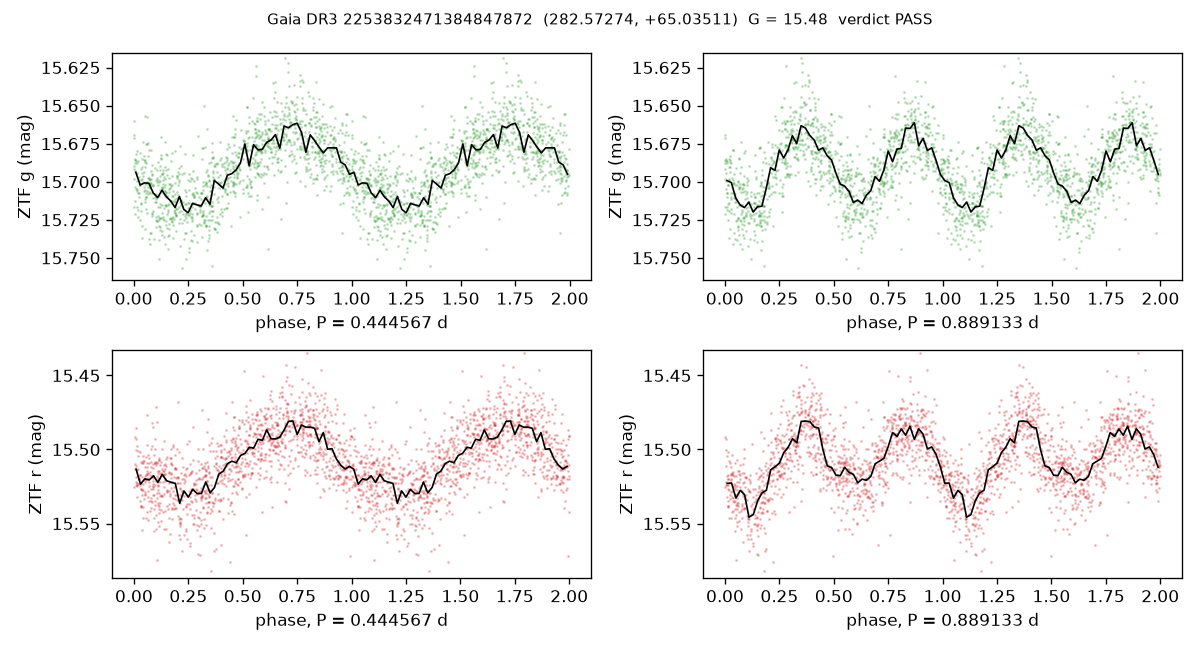 Gaia DR3 2253832471384847872 (282.57274, +65.03511) G = 15.48 verdict PASS
ZTF g (mag)
15.625
15.650
15.675
15.700
15.725
15.750
0.00 0.25 0.50 0.75 1.00 1.25 1.50 1.75 2.00
phase, P = 0.444567 d
ZTF g (mag)
15.625
15.650
15.675
15.700
15.725
15.750
0.00 0.25 0.50 0.75 1.00 1.25 1.50 1.75 2.00
phase, P = 0.889133 d
ZTF r (mag)
15.45
15.50
15.55
0.00 0.25 0.50 0.75 1.00 1.25 1.50 1.75 2.00
phase, P = 0.444567 d
ZTF r (mag)
15.45
15.50
15.55
0.00 0.25 0.50 0.75 1.00 1.25 1.50 1.75 2.00
phase, P = 0.889133 d